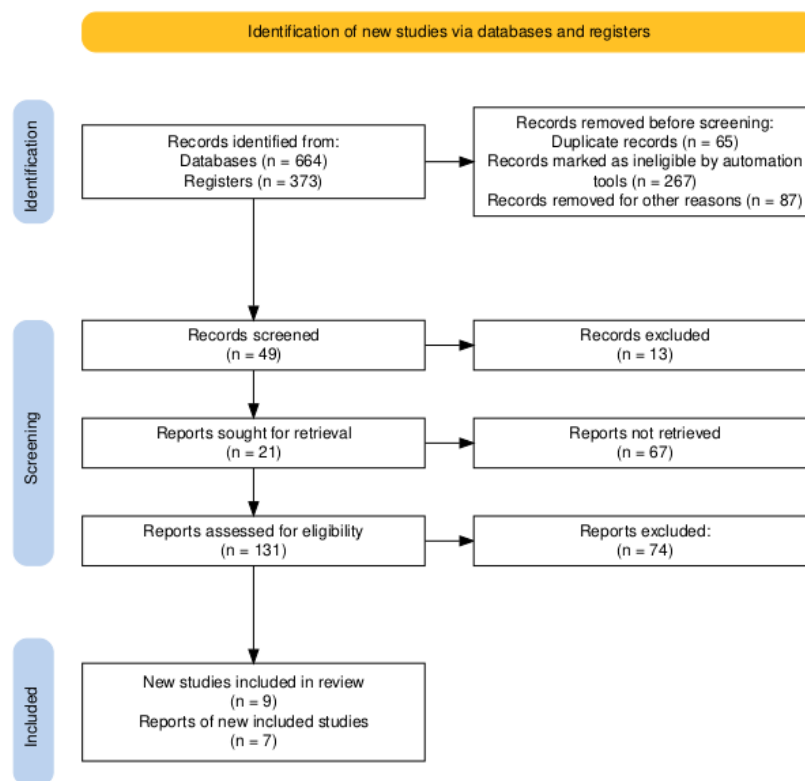 Identification of new studies via databases and registers
Identification
Records identified from:
Databases (n = 664)
Registers (n = 373)
Records removed before screening:
Duplicate records (n = 65)
Records marked as ineligible by automation
tools (n = 267)
Records removed for other reasons (n = 87)
Screening
Records screened
(n = 49)
Records excluded
(n = 13)
Reports sought for retrieval
(n = 21)
Reports not retrieved
(n = 67)
Reports assessed for eligibility
(n = 131)
Reports excluded:
(n = 74)
Included
New studies included in review
(n = 9)
Reports of new included studies
(n = 7)